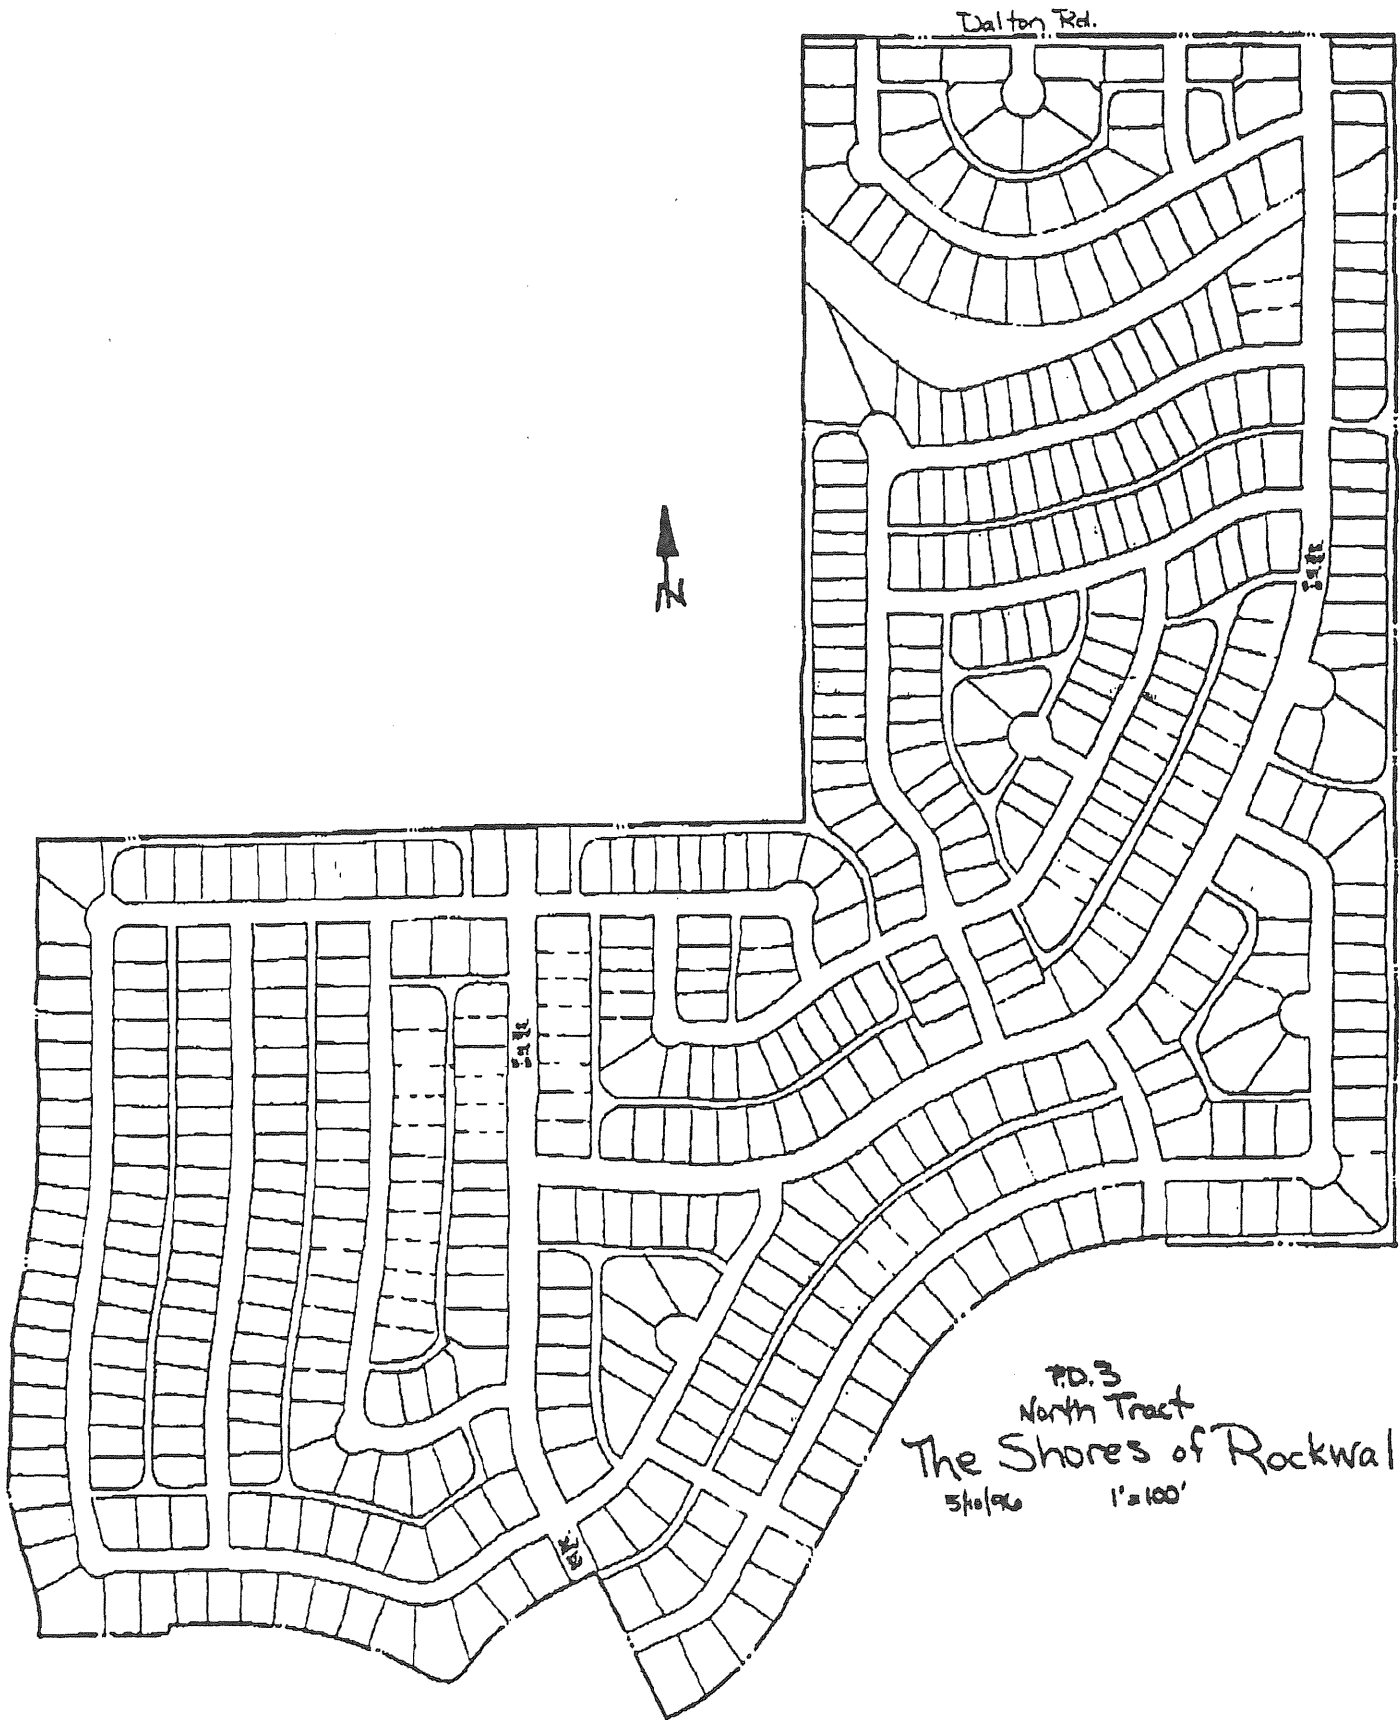 Dalton Rd.
N
P.D. 3
North Tract
The Shores of Rockwal
5/10/96 1"=100'